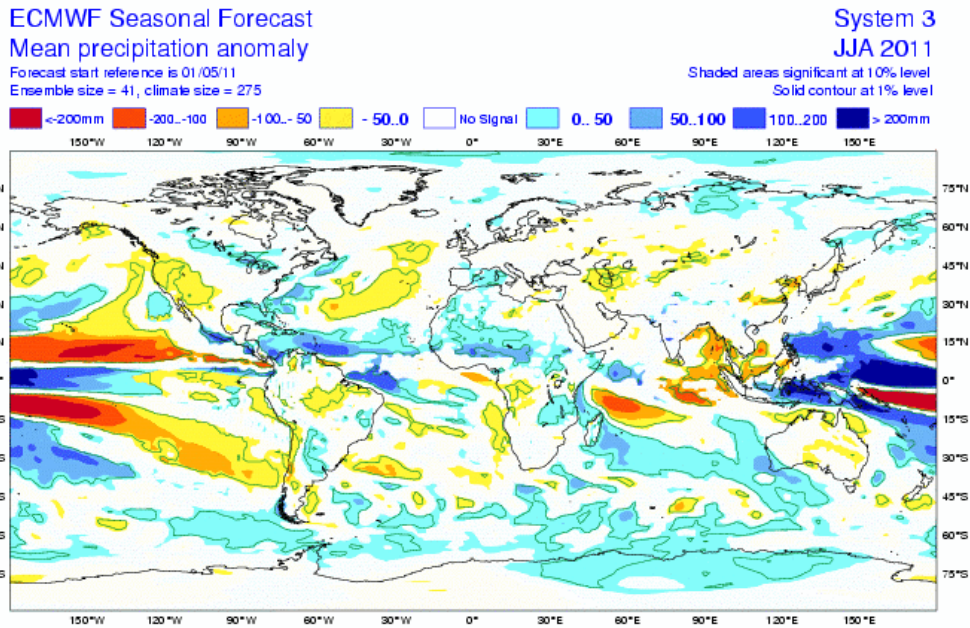 ECMWF Seasonal Forecast
System 3
Mean precipitation anomaly
JJA 2011
Forecast start reference is 01/05/11
Shaded areas significant at 10% level
Ensemble size = 41, climate size = 275
Solid contour at 1% level
<-200mm -200..-100 -100..- 50 - 50..0 No Signal 0.. 50 50..100 100..200 > 200mm
150°W 120°W 90°W 60°W 30°W 0° 30°E 60°E 90°E 120°E 150°E
N 75°N
N 60°N
N 45°N
N 30°N
N 15°N
0° 0°
S 15°S
S 30°S
S 45°S
S 60°S
S 75°S
150°W 120°W 90°W 60°W 30°W 0° 30°E 60°E 90°E 120°E 150°E